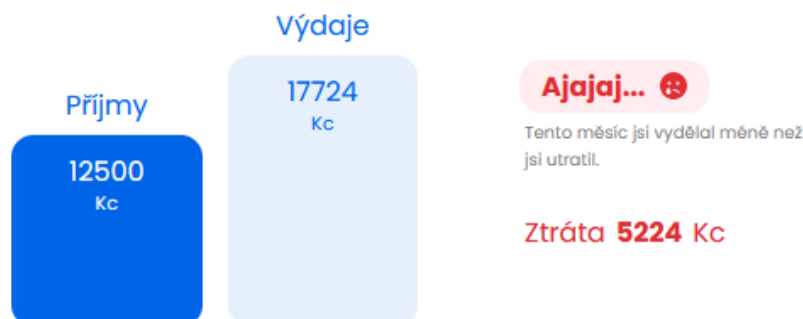 Výdaje
17724
Kc
Příjmy
12500
Kc
Ajajaj...
Tento měsíc jsi vydělal méně než
jsi utratil.
Ztráta 5224 Kc